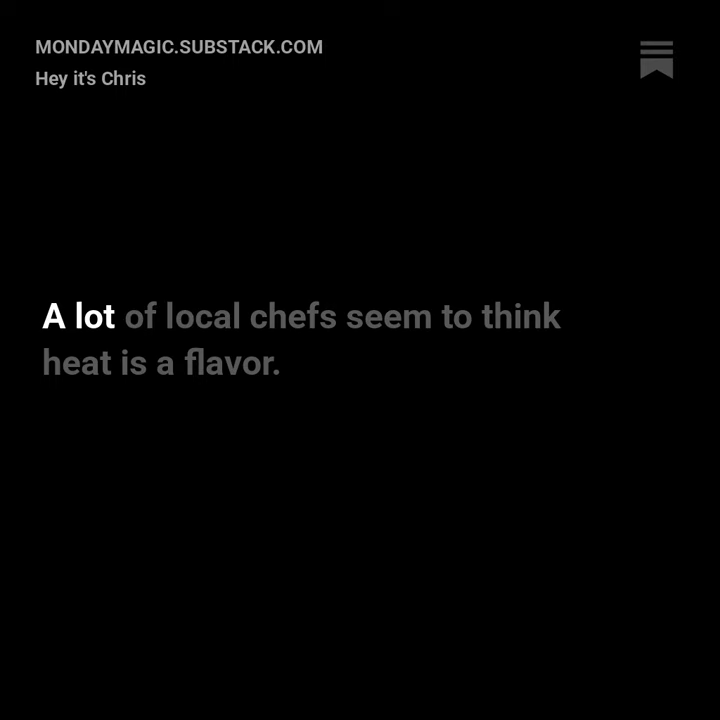 MONDAYMAGIC.SUBSTACK.COM
Hey it's Chris
A lot of local chefs seem to think
heat is a flavor.